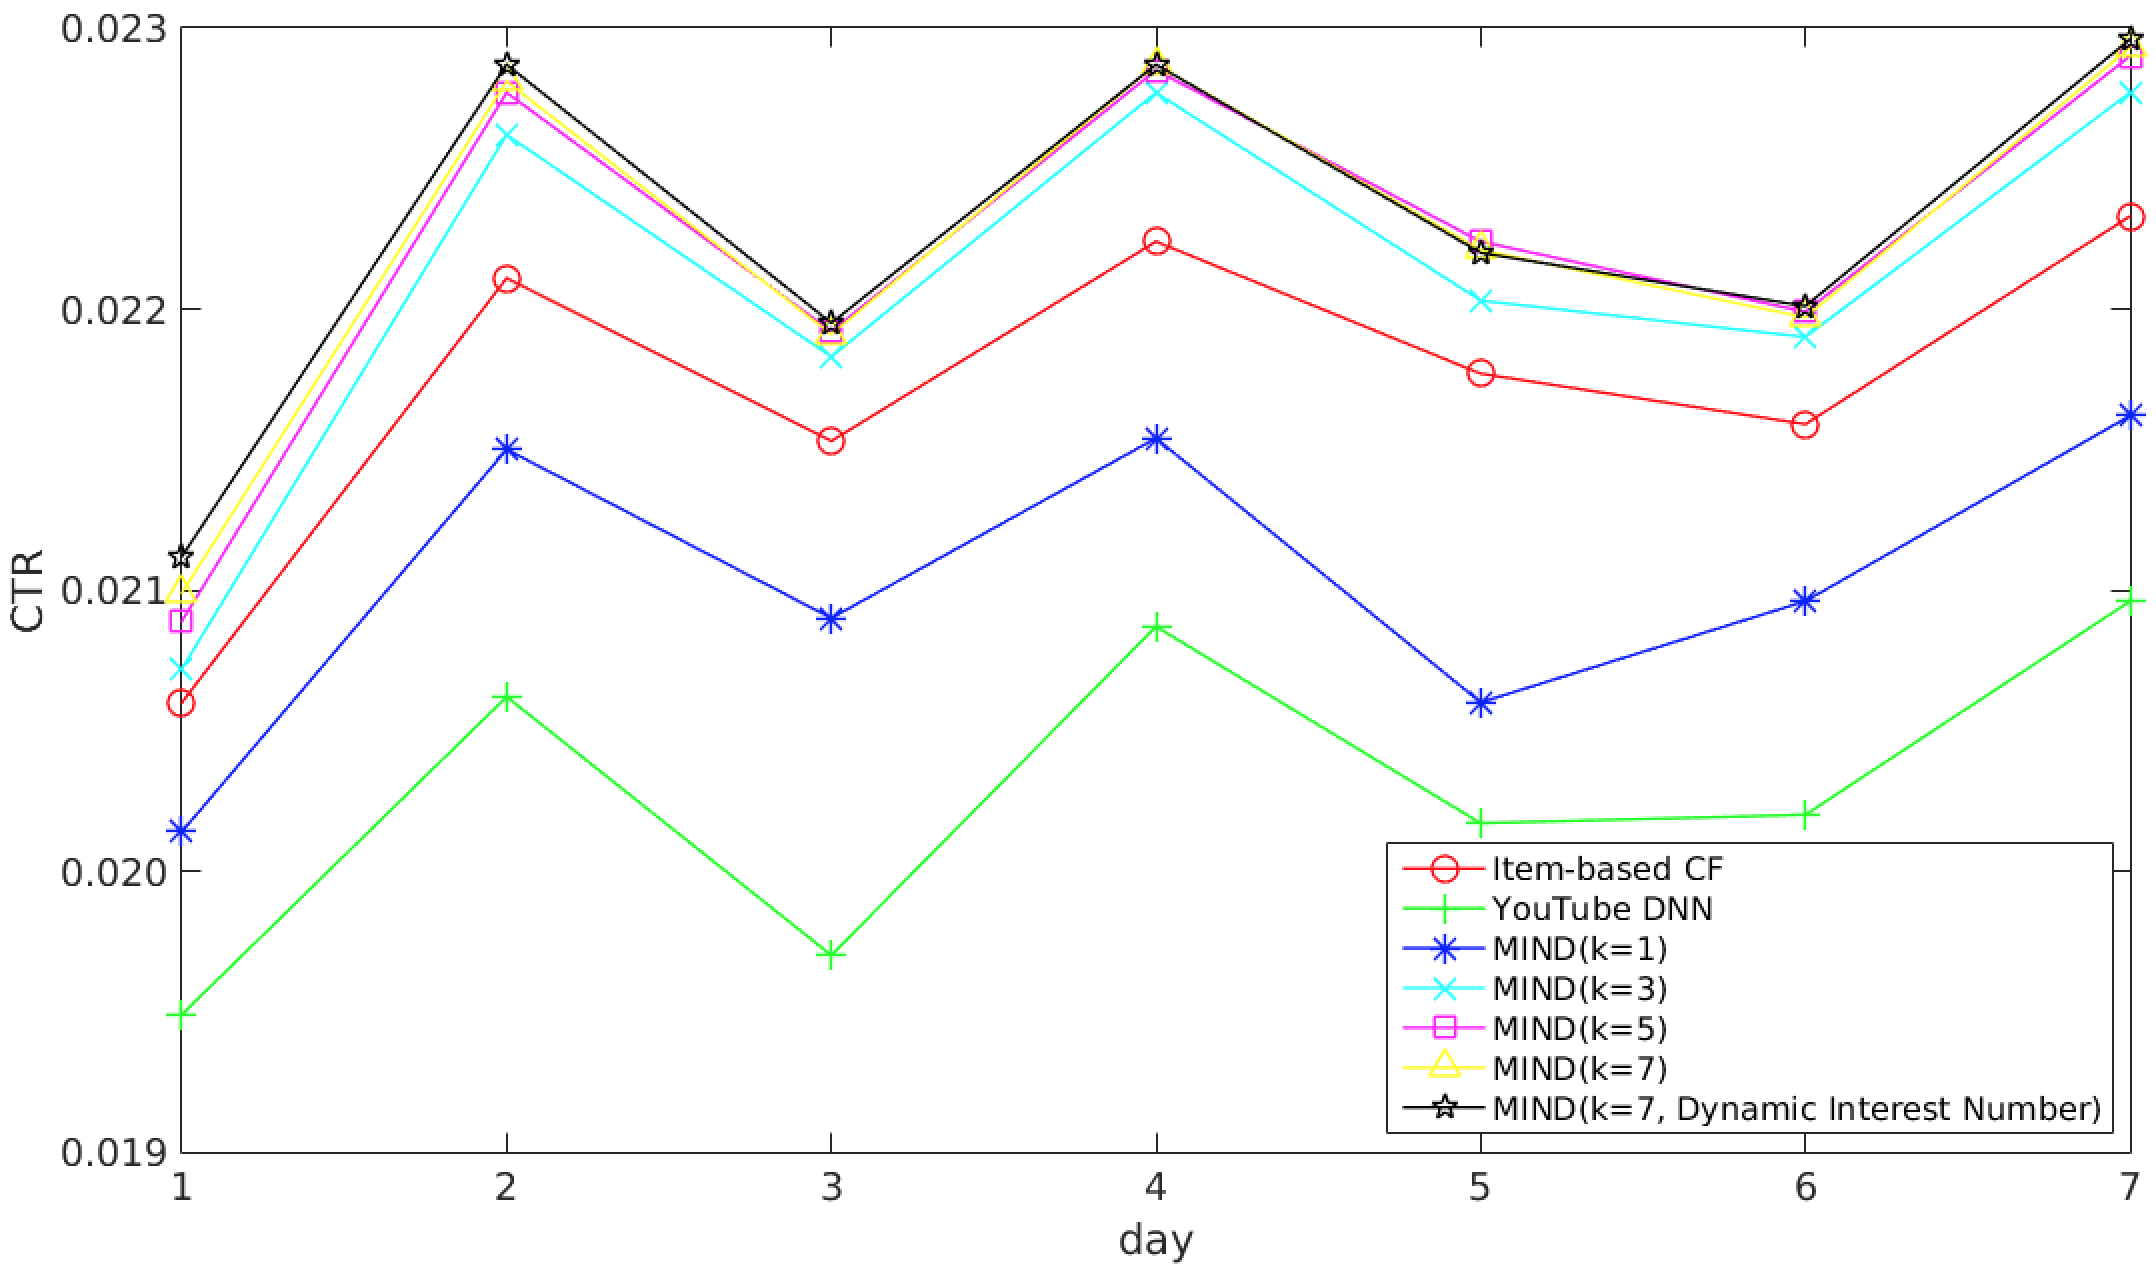 0.023
0.022
0.021
0.020
0.019
CTR
1 2 3 4 5 6 7
day
Item-based CF
YouTube DNN
MIND(k=1)
MIND(k=3)
MIND(k=5)
MIND(k=7)
MIND(k=7, Dynamic Interest Number)